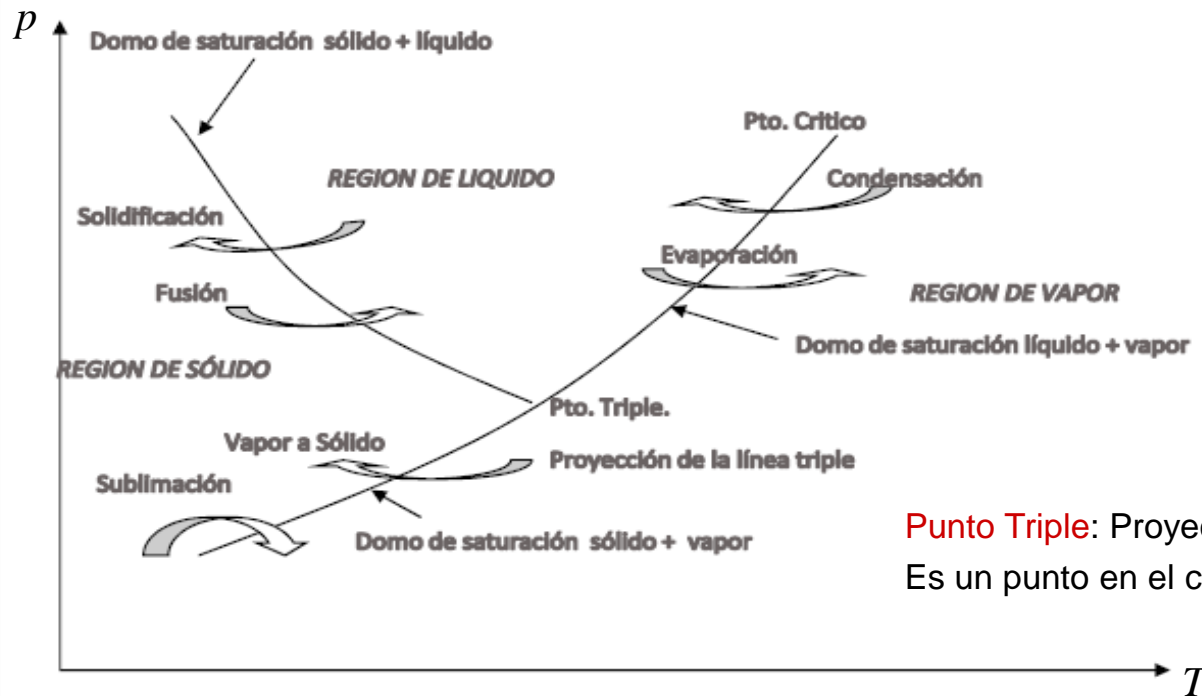 p
Domo de saturación sólido + líquido
Pto. Critico
REGION DE LIQUIDO
Condensación
Solidificación
Evaporación
Fusión
REGION DE VAPOR
Domo de saturación líquido + vapor
REGION DE SÓLIDO
Pto. Triple.
Vapor a Sólido
Proyección de la línea triple
Sublimación
Domo de saturación sólido + vapor
Punto Triple:
Es un punto en el
T